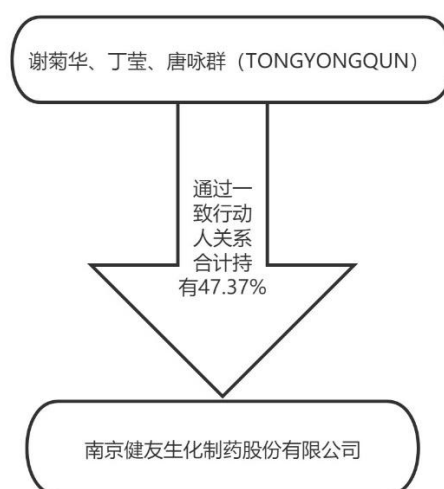 谢菊华、丁莹、唐咏群（TONGYONGQUN）
通过一
致行动
人关系
合计持
有47.37%
南京健友生化制药股份有限公司